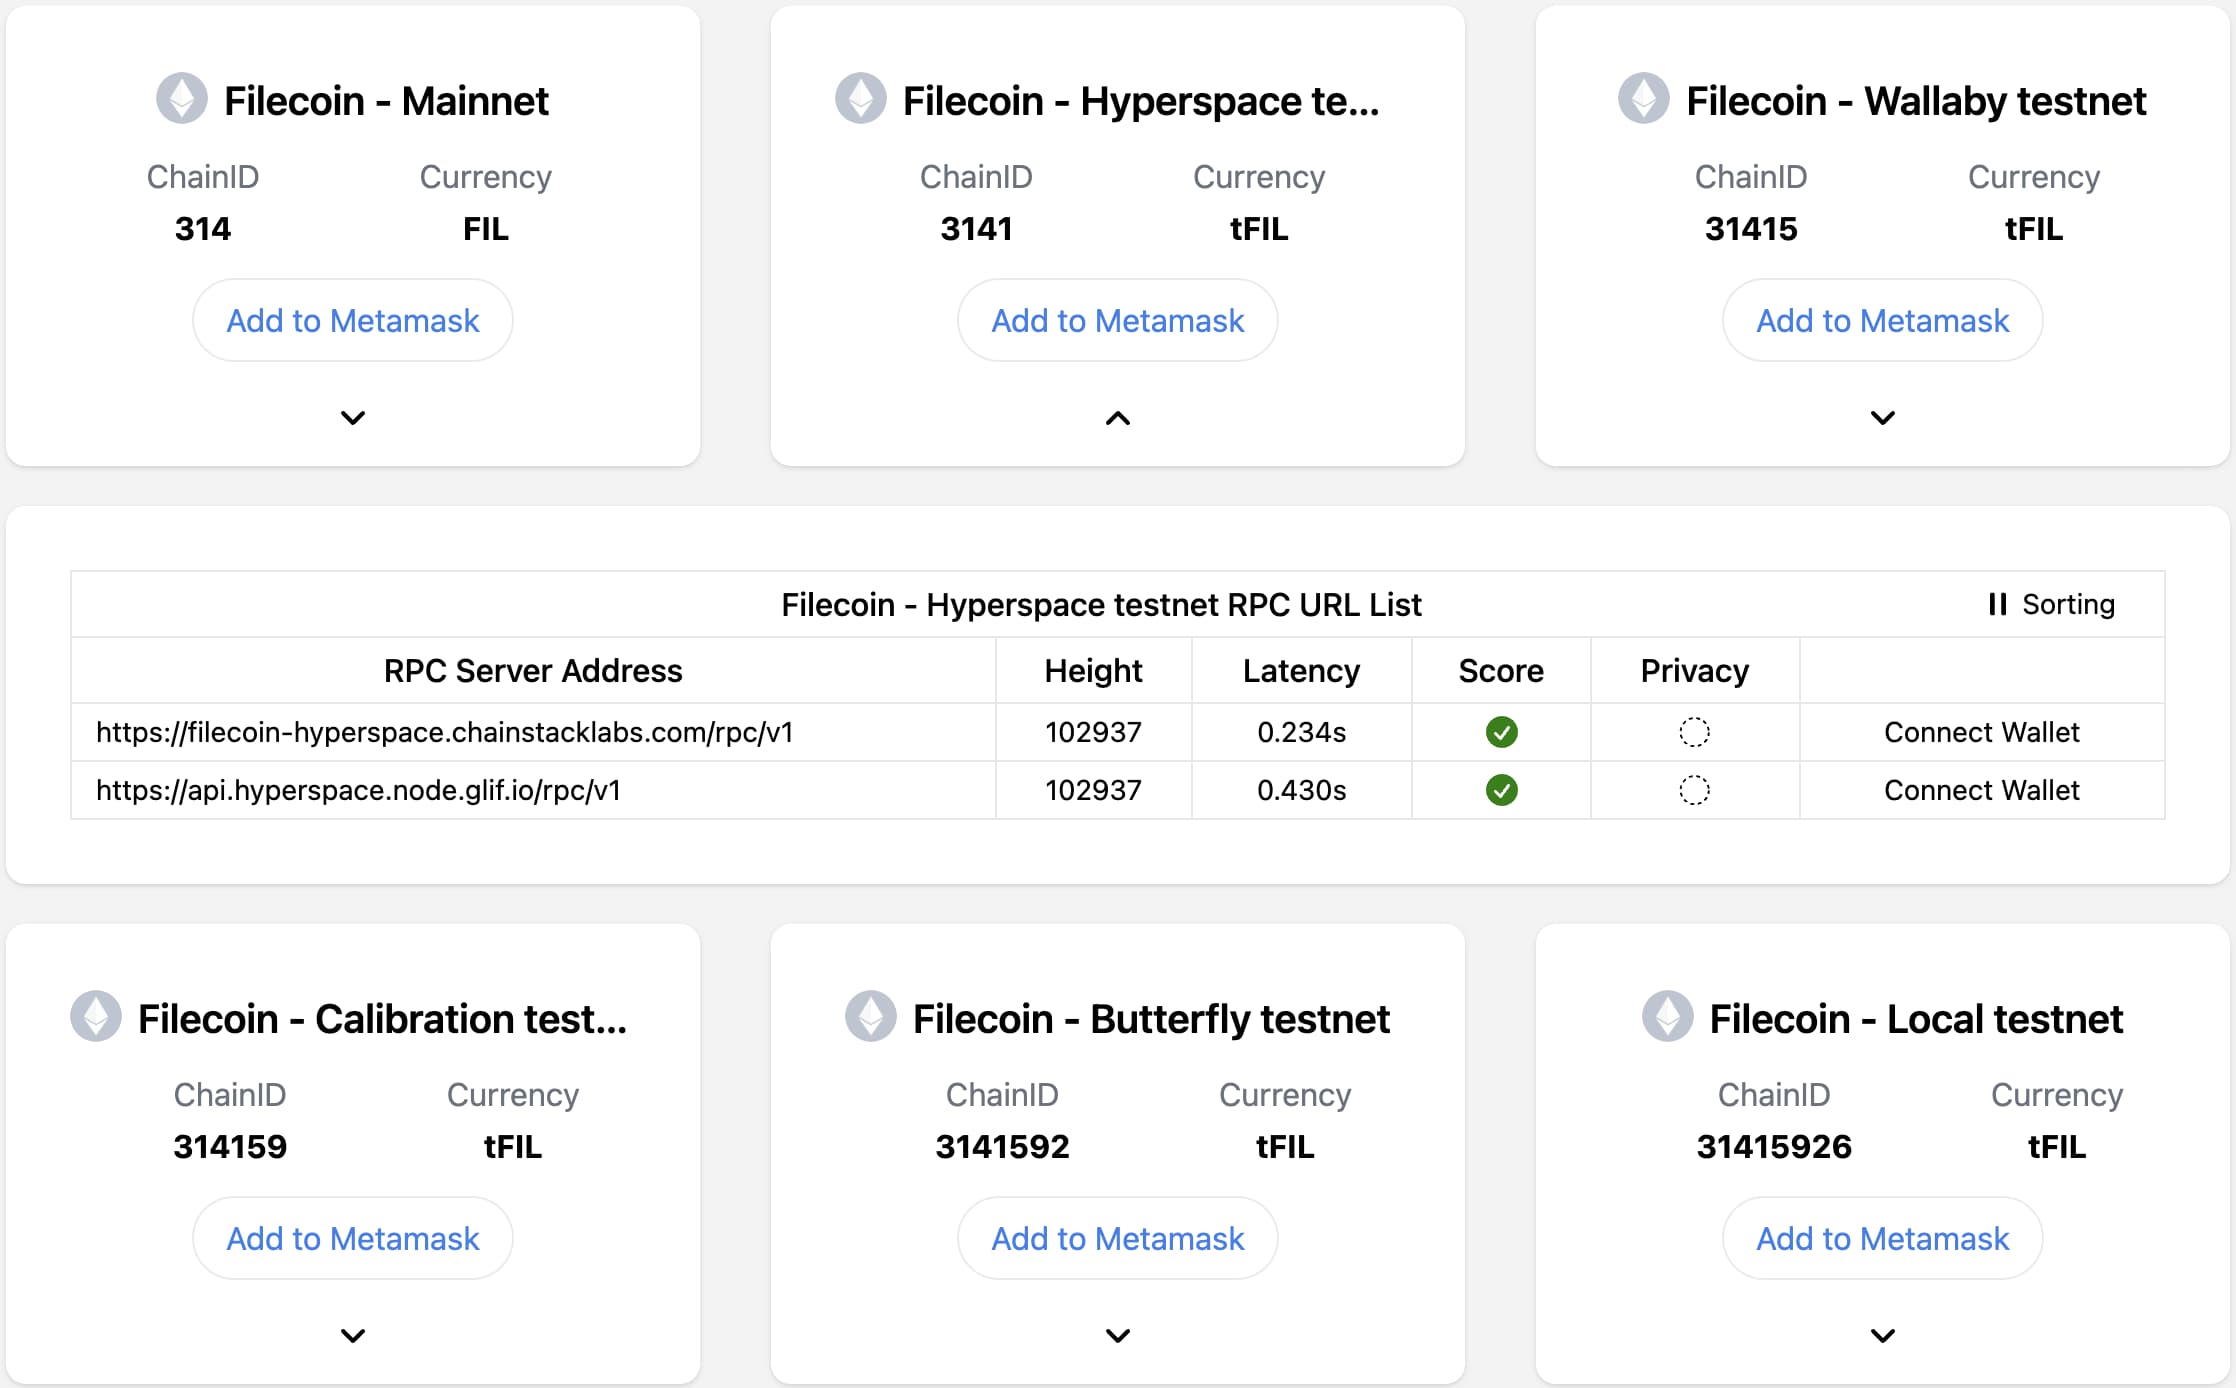 Filecoin - Mainnet
ChainID Currency
314 FIL
Add to Metamask
Filecoin - Hyperspace te...
ChainID Currency
3141 tFIL
Add to Metamask
Filecoin - Wallaby testnet
ChainID Currency
31415 tFIL
Add to Metamask
Filecoin - Hyperspace testnet RPC URL List Sorting
RPC Server Address Height Latency Score Privacy
https://filecoin-hyperspace.chainstacklabs.com/rpc/v1 102937 0.234s Connect Wallet
https://api.hyperspace.node.glif.io/rpc/v1 102937 0.430s Connect Wallet
Filecoin - Calibration test...
ChainID Currency
314159 tFIL
Add to Metamask
Filecoin - Butterfly testnet
ChainID Currency
3141592 tFIL
Add to Metamask
Filecoin - Local testnet
ChainID Currency
31415926 tFIL
Add to Metamask